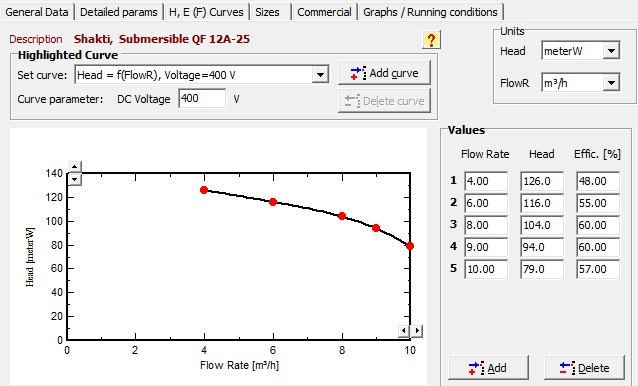 General Data Detailed params H, E (F) Curves Sizes Commercial Graphs / Running conditions
Description Shakti, Submersible QF 12A-25 ?
Units
Head meterW
FlowR m³/h
Highlighted Curve
Set curve: Head = f(FlowR), Voltage=400 V Add curve
Curve parameter: DC Voltage 400 V Delete curve
Values
Flow Rate Head Effic. [%]
1 4.00 126.0 48.00
2 6.00 116.0 55.00
3 8.00 104.0 60.00
4 9.00 94.0 60.00
5 10.00 79.0 57.00
Add Delete
140
120
100
80
60
40
20
0
Head [meterW]
0 2 4 6 8 10
Flow Rate [m³/h]